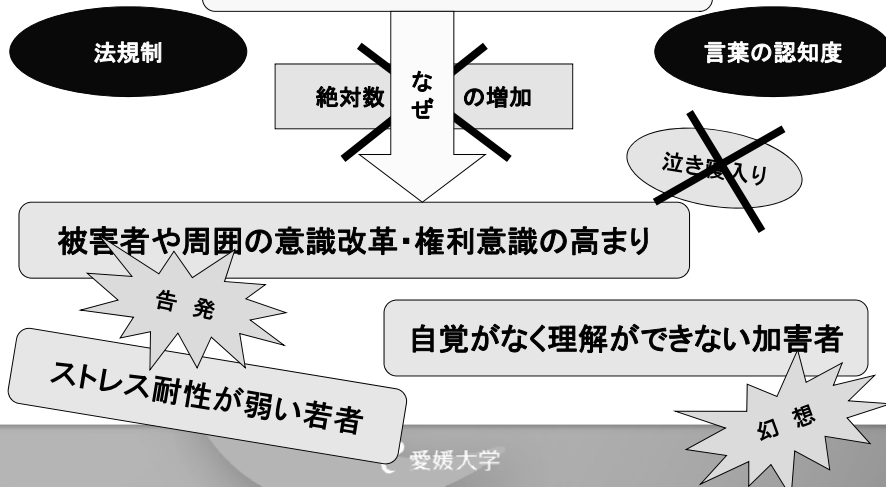 法規制
言葉の認知度
なぜ
絶対数
の増加
泣き寝入り
被害者や周囲の意識改革・権利意識の高まり
告発
自覚がなく理解ができない加害者
ストレス耐性が弱い若者
幻想
愛媛大学